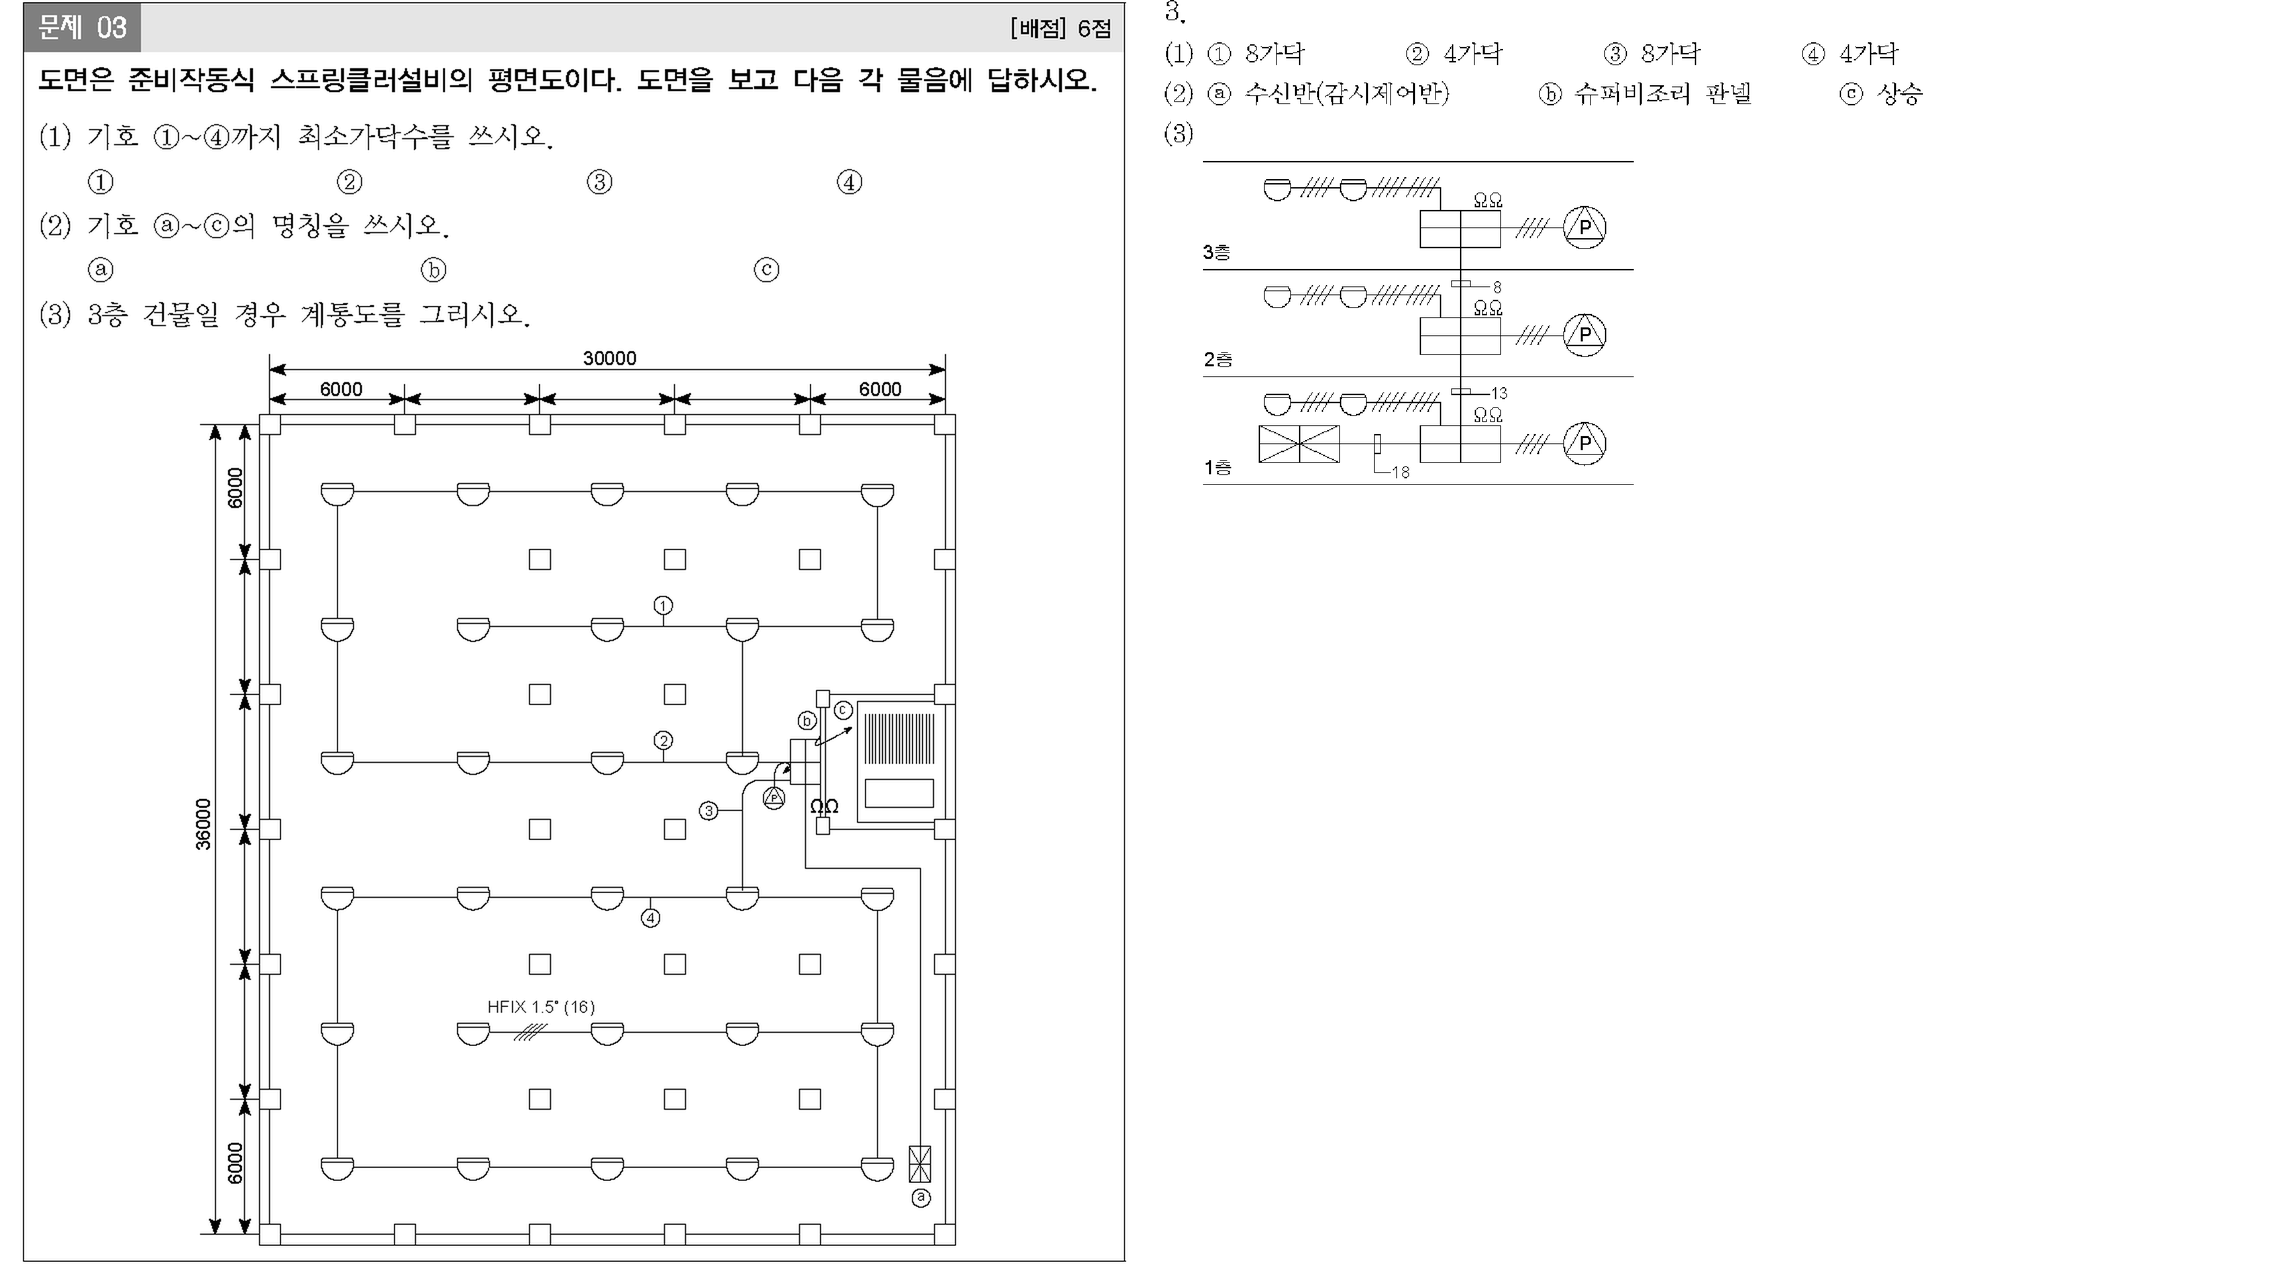 문제 03
[배점] 6점
도면은 준비작동식 스프링클러설비의 평면도이다. 도면을 보고 다음 각 물음에 답하시오.
(1) 기호 ①~④까지 최소가닥수를 쓰시오.
① ② ③ ④
(2) 기호 ⓐ~ⓒ의 명칭을 쓰시오.
ⓐ ⓑ ⓒ
(3) 3층 건물일 경우 계통도를 그리시오.
30000
6000 6000
6000
①
ⓑ ⓒ
②
P
③
ΩΩ
36000
④
HFIX 1.5° (16)
6000
ⓐ
3.
(1) ① 8가닥 ② 4가닥 ③ 8가닥 ④ 4가닥
(2) ⓐ 수신반(감시제어반) ⓑ 슈퍼비조리 판넬 ⓒ 상승
(3)
ΩΩ
P
3층
8
ΩΩ
P
2층
13
ΩΩ
P
1층
18